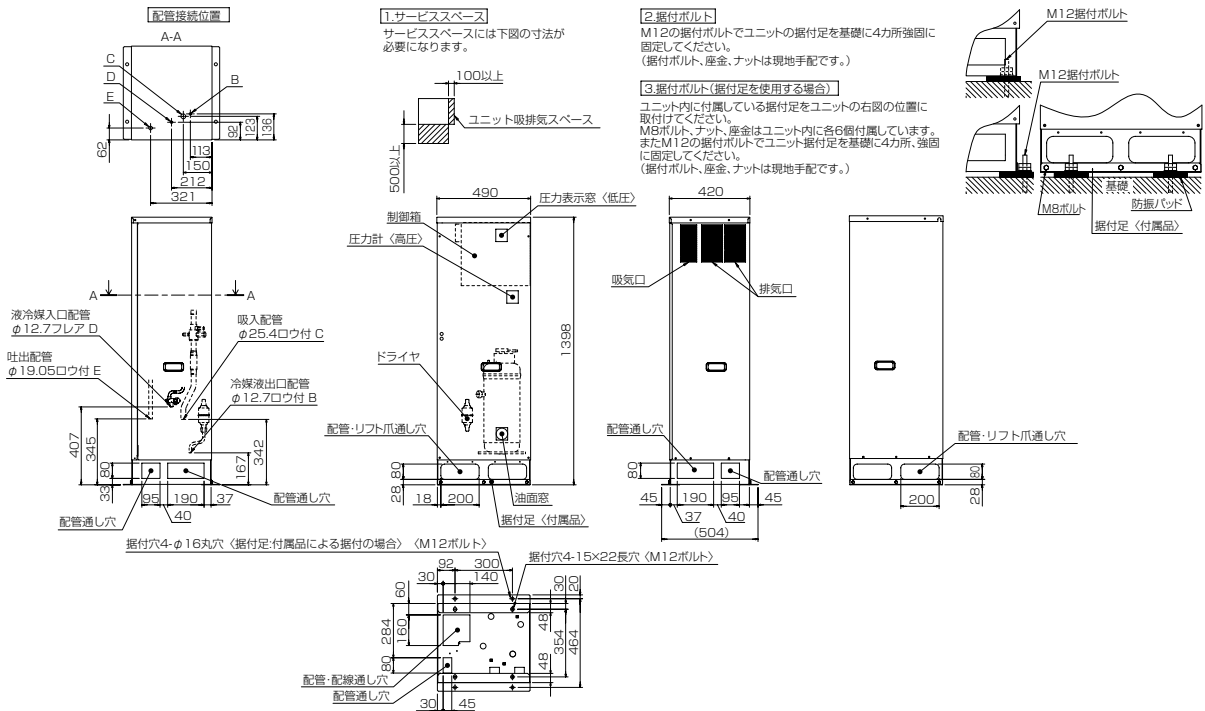 配管接続位置
A-A
C
D
E
B
62
92
123
136
113
150
212
321
1.サービススペース
サービススペースには下図の寸法が
必要になります。
100以上
ユニット吸排気スペース
500以上
2.据付ボルト
M12の据付ボルトでユニットの据付足を基礎に4カ所強固に
固定してください。
(据付ボルト、座金、ナットは現地手配です。)
3.据付ボルト(据付足を使用する場合)
ユニット内に付属している据付足をユニットの右図の位置に
取付けてください。
M8ボルト、ナット、座金はユニット内に各6個付属しています。
またM12の据付ボルトでユニット据付足を基礎に4カ所、強固
に固定してください。
(据付ボルト、座金、ナットは現地手配です。)
M12据付ボルト
M12据付ボルト
基礎
M8ボルト
防振パッド
据付足〈付属品〉
A
A
液冷媒入口配管
φ12.7フレア D
吐出配管
φ19.05ロウ付 E
吸入配管
φ25.4ロウ付 C
冷媒液出口配管
φ12.7ロウ付 B
407
345
80
33
342
167
95
190
37
40
配管通し穴
配管通し穴
490
圧力表示窓〈低圧〉
制御箱
圧力計〈高圧〉
1398
ドライヤ
配管・リフト爪通し穴
80
28
18
200
油面窓
据付足〈付属品〉
420
吸気口
排気口
配管通し穴
80
配管通し穴
45
190
95
45
37
40
(504)
配管・リフト爪通し穴
80
28
200
据付穴4-φ16丸穴〈据付足:付属品による据付の場合〉〈M12ボルト〉
据付穴4-15×22長穴〈M12ボルト〉
92
300
30
140
60
30
20
284
160
80
48
354
464
48
配管・配線通し穴
配管通し穴
30
45